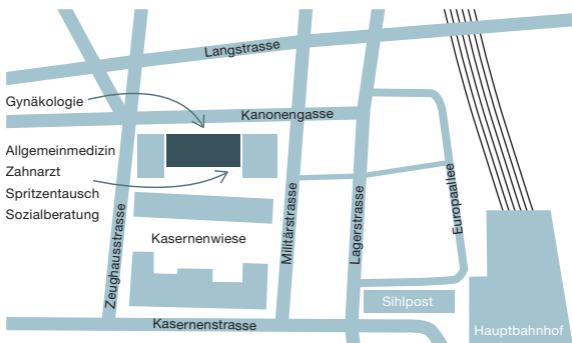 Langstrasse
Gynäkologie
Kanonengasse
Allgemeinmedizin
Zahnarzt
Spritzentausch
Sozialberatung
Zeughausstrasse
Militärstrasse
Lagerstrasse
Europaallee
Kasernenwiese
Sihlpost
Kasernenstrasse
Hauptbahnhof